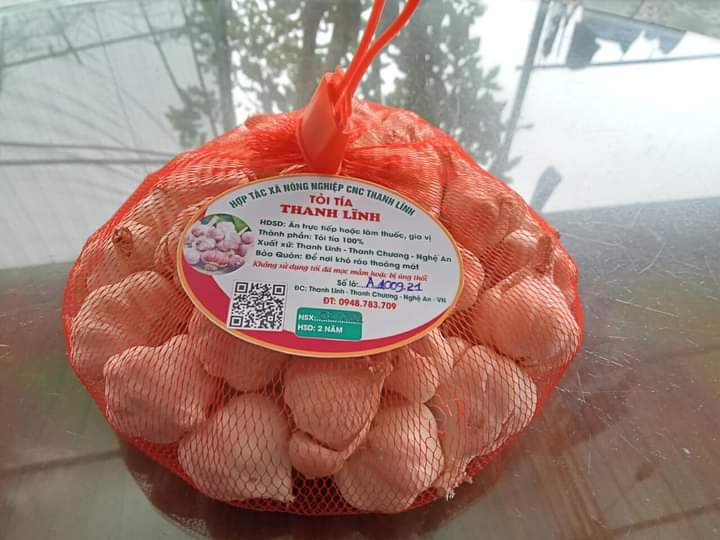 HỢP TÁC XÃ NÔNG NGHIỆP CNC THANH LĨNH
TỎI TÍA
THANH LĨNH
HDSD: Ăn trực tiếp hoặc làm thuốc, gia vị
Thành phần: Tỏi tía 100%
Xuất xứ: Thanh Lĩnh - Thanh Chương - Nghệ An
Bảo Quản: Để nơi khô ráo thoáng mát
Không sử dụng tỏi đã mọc mầm hoặc bị úng thối
Số lô:...A1009.21
ĐC: Thanh Lĩnh - Thanh Chương - Nghệ An - VN
ĐT: 0948.783.709
HSX:
HSD: 2 NĂM